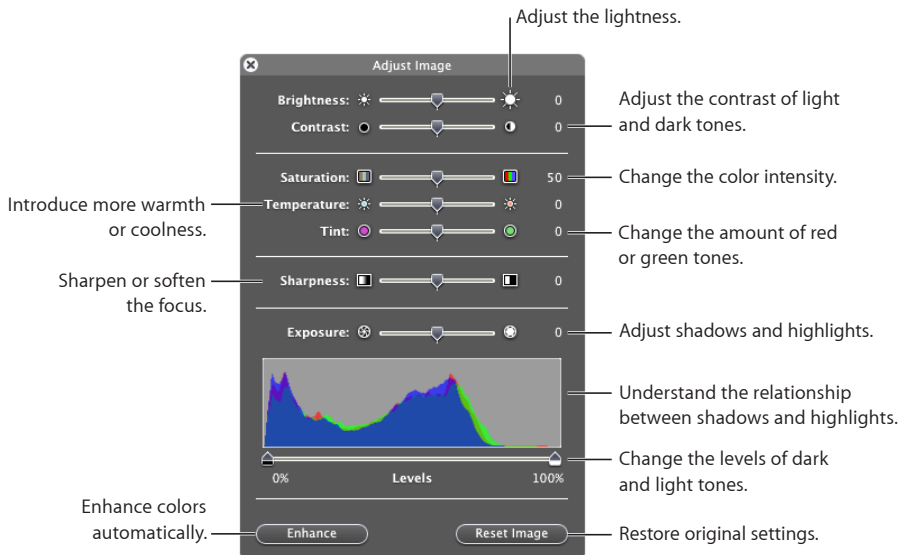 Adjust the lightness.
Adjust Image
Brightness: 0
Adjust the contrast of light
and dark tones.
Contrast: 0
Saturation: 50
Change the color intensity.
Introduce more warmth
or coolness.
Temperature: 0
Tint: 0
Change the amount of red
or green tones.
Sharpen or soften
the focus.
Sharpness: 0
Exposure: 0
Adjust shadows and highlights.
Understand the relationship
between shadows and highlights.
Change the levels of dark
and light tones.
0% Levels 100%
Enhance colors
automatically.
Enhance
Reset Image
Restore original settings.